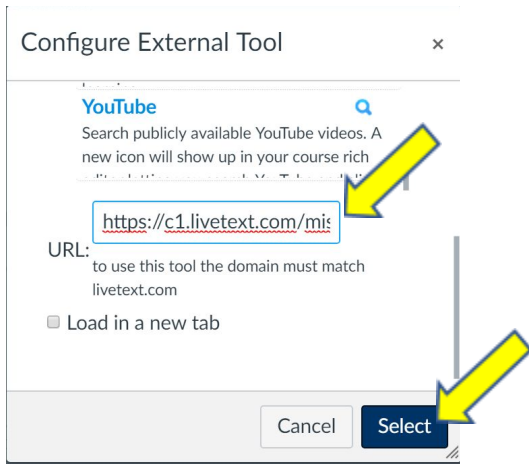 Configure External Tool ×
YouTube
Search publicly available YouTube videos. A
new icon will show up in your course rich
https://c1.livetext.com/mis
URL:
to use this tool the domain must match
livetext.com
Load in a new tab
Cancel Select